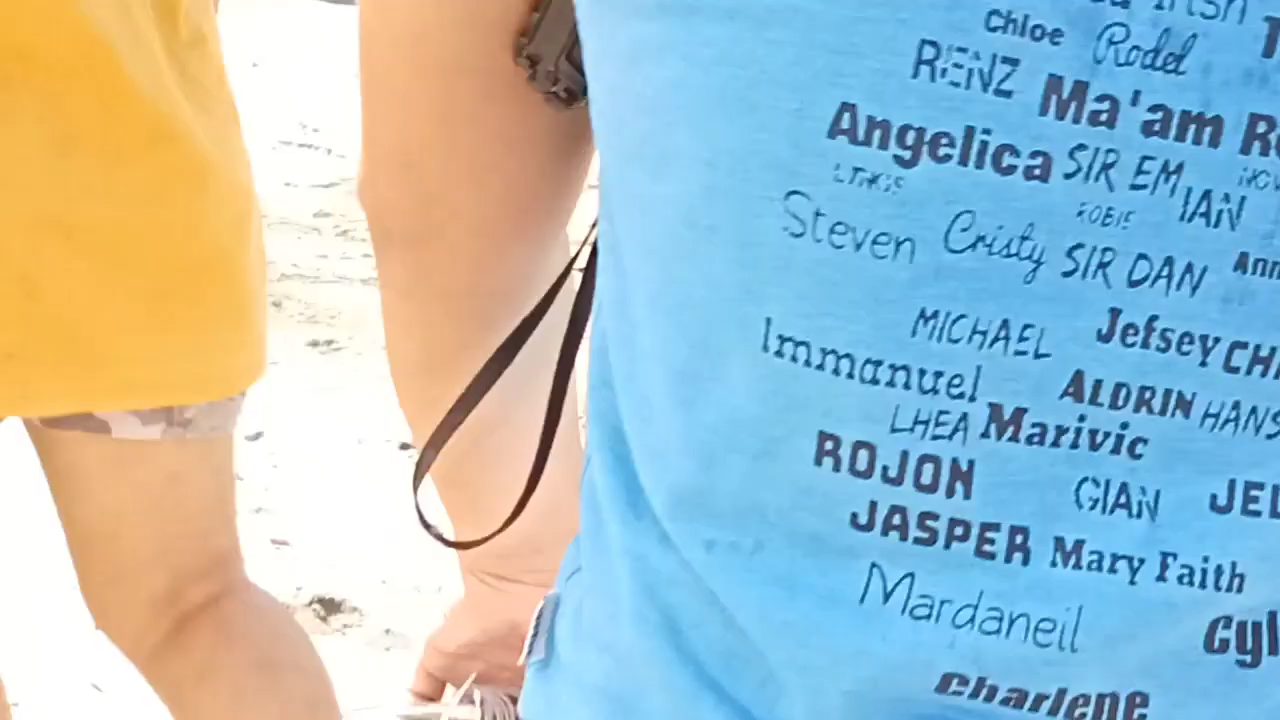 Chloe Rodel
RENZ Ma'am
Angelica SIR EM IAN
Steven Cristy SIR DAN
MICHAEL Jefsey
Immanuel ALDRIN
LHEA Marivic
ROJON GIAN
JASPER Mary Faith
Mardaneil
Charlene